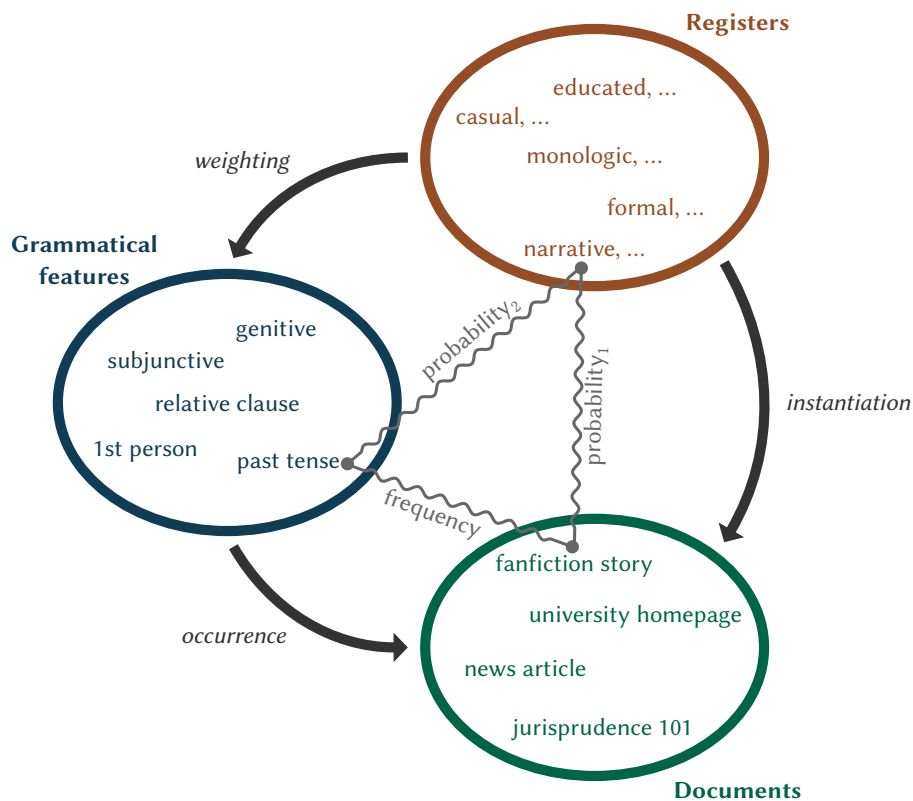 Registers
educated, ...
casual, ...
monologic, ...
formal, ...
narrative, ...
weighting
Grammatical
features
genitive
subjunctive
relative clause
1st person
past tense
probability₂
probability₁
frequency
instantiation
occurrence
fanfiction story
university homepage
news article
jurisprudence 101
Documents